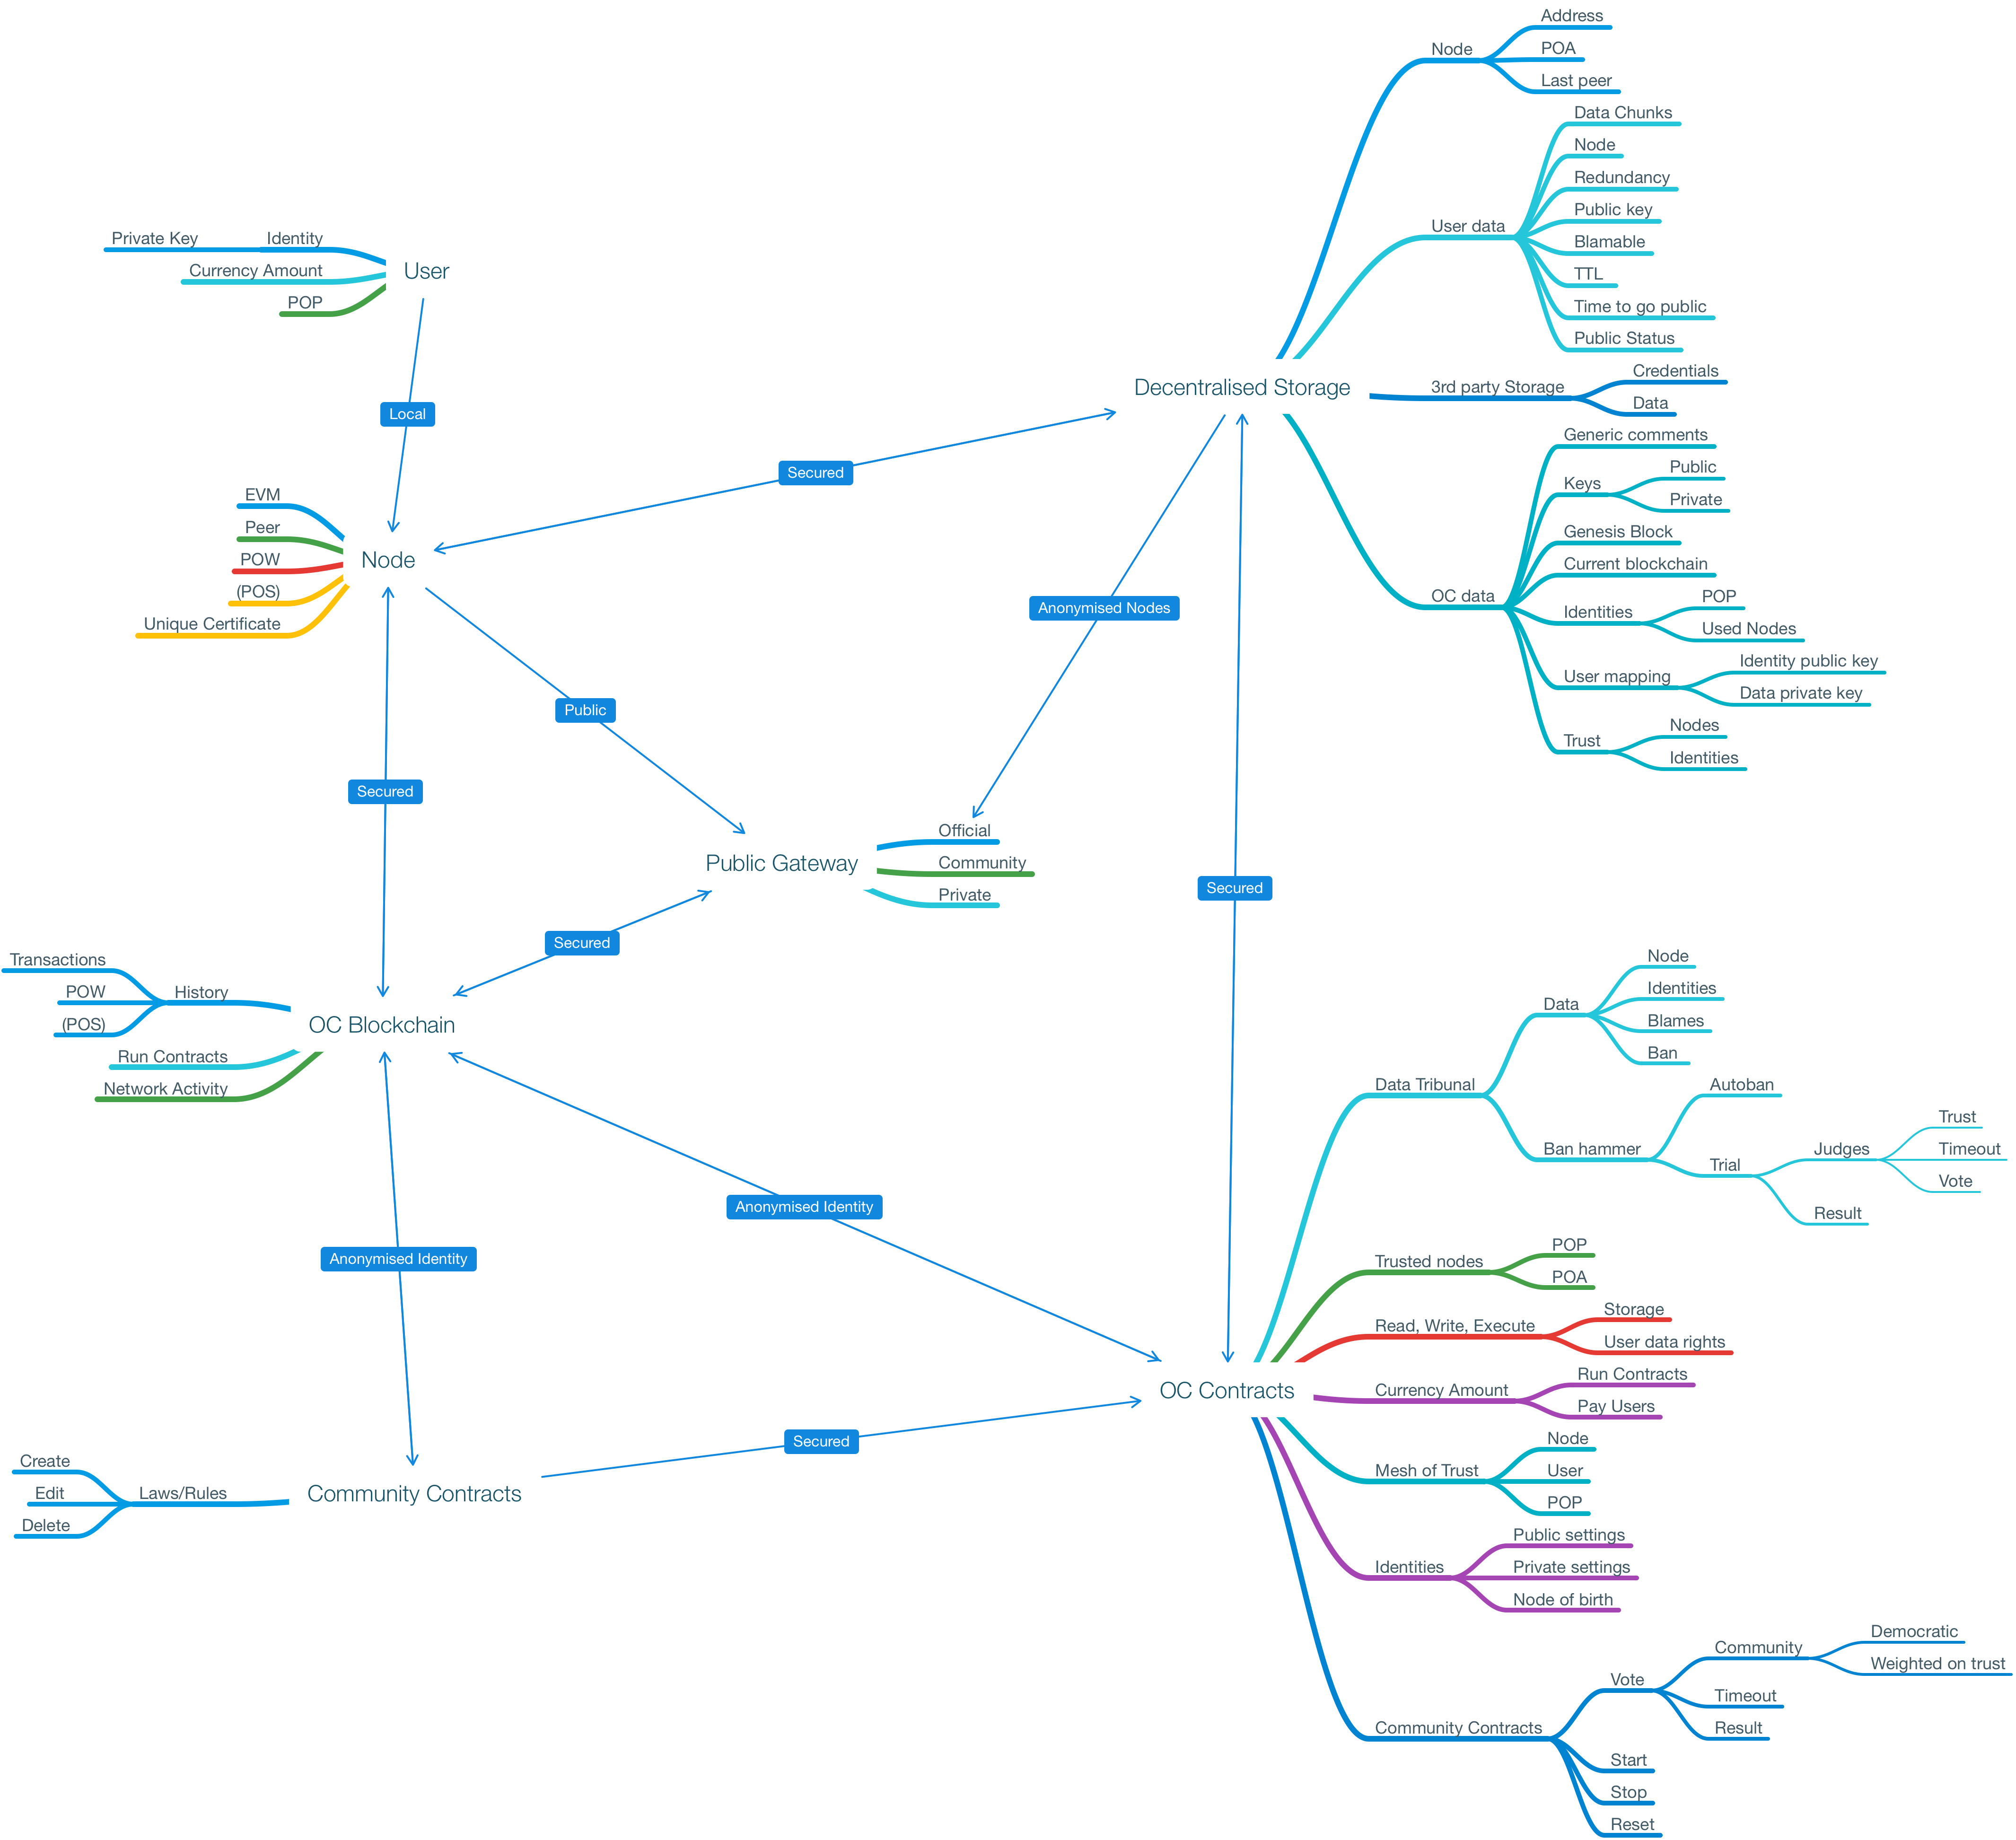 Address
Node
POA
Last peer
Data Chunks
Node
Redundancy
Public key
User data
Blamable
TTL
Time to go public
Public Status
Private Key
Identity
User
Currency Amount
POP
Decentralised Storage
3rd party Storage
Credentials
Data
Local
Generic comments
Keys
Public
Private
Genesis Block
Current blockchain
OC data
Identities
POP
Used Nodes
User mapping
Identity public key
Data private key
Trust
Nodes
Identities
Secured
EVM
Peer
Node
POW
(POS)
Unique Certificate
Anonymised Nodes
Public
Secured
Official
Public Gateway
Community
Private
Secured
Secured
Transactions
POW
History
(POS)
OC Blockchain
Run Contracts
Network Activity
Node
Data
Identities
Blames
Ban
Data Tribunal
Autoban
Ban hammer
Trial
Judges
Trust
Timeout
Vote
Result
Anonymised Identity
Anonymised Identity
Trusted nodes
POP
POA
Read, Write, Execute
Storage
User data rights
OC Contracts
Currency Amount
Run Contracts
Pay Users
Secured
Mesh of Trust
Node
User
POP
Create
Edit
Laws/Rules
Delete
Community Contracts
Identities
Public settings
Private settings
Node of birth
Community
Democratic
Weighted on trust
Vote
Timeout
Result
Community Contracts
Start
Stop
Reset